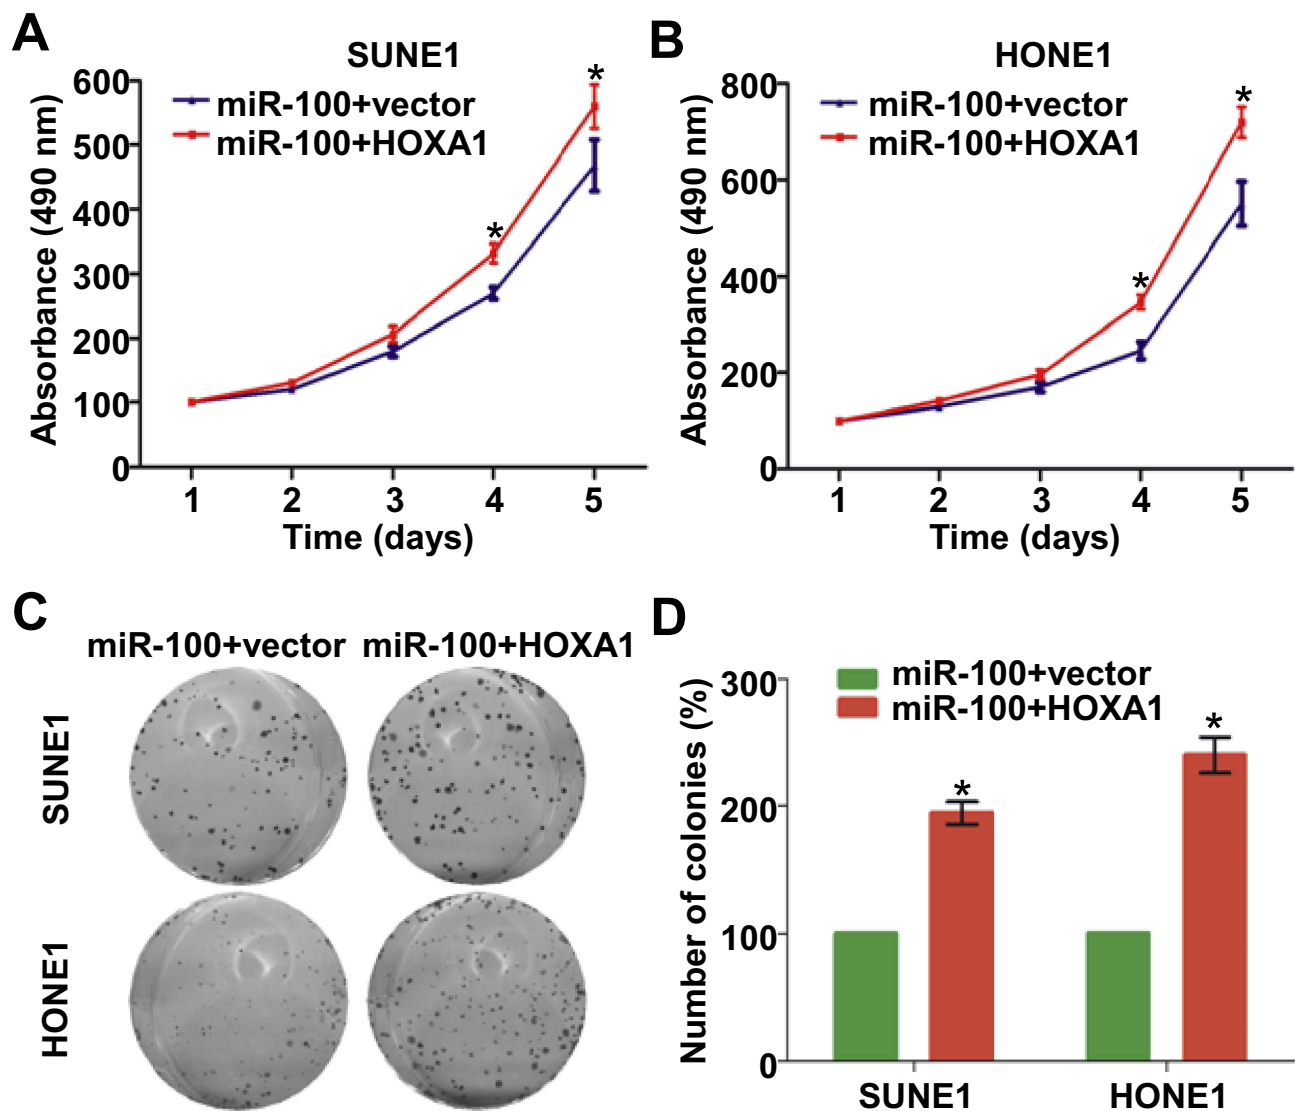 A
SUNE1
Absorbance (490 nm)
600
500
400
300
200
100
0
miR-100+vector
miR-100+HOXA1
*
*
1 2 3 4 5
Time (days)
B
HONE1
Absorbance (490 nm)
800
600
400
200
0
miR-100+vector
miR-100+HOXA1
*
*
1 2 3 4 5
Time (days)
C
miR-100+vector miR-100+HOXA1
SUNE1
HONE1
D
Number of colonies (%)
300
200
100
0
miR-100+vector
miR-100+HOXA1
*
*
SUNE1 HONE1